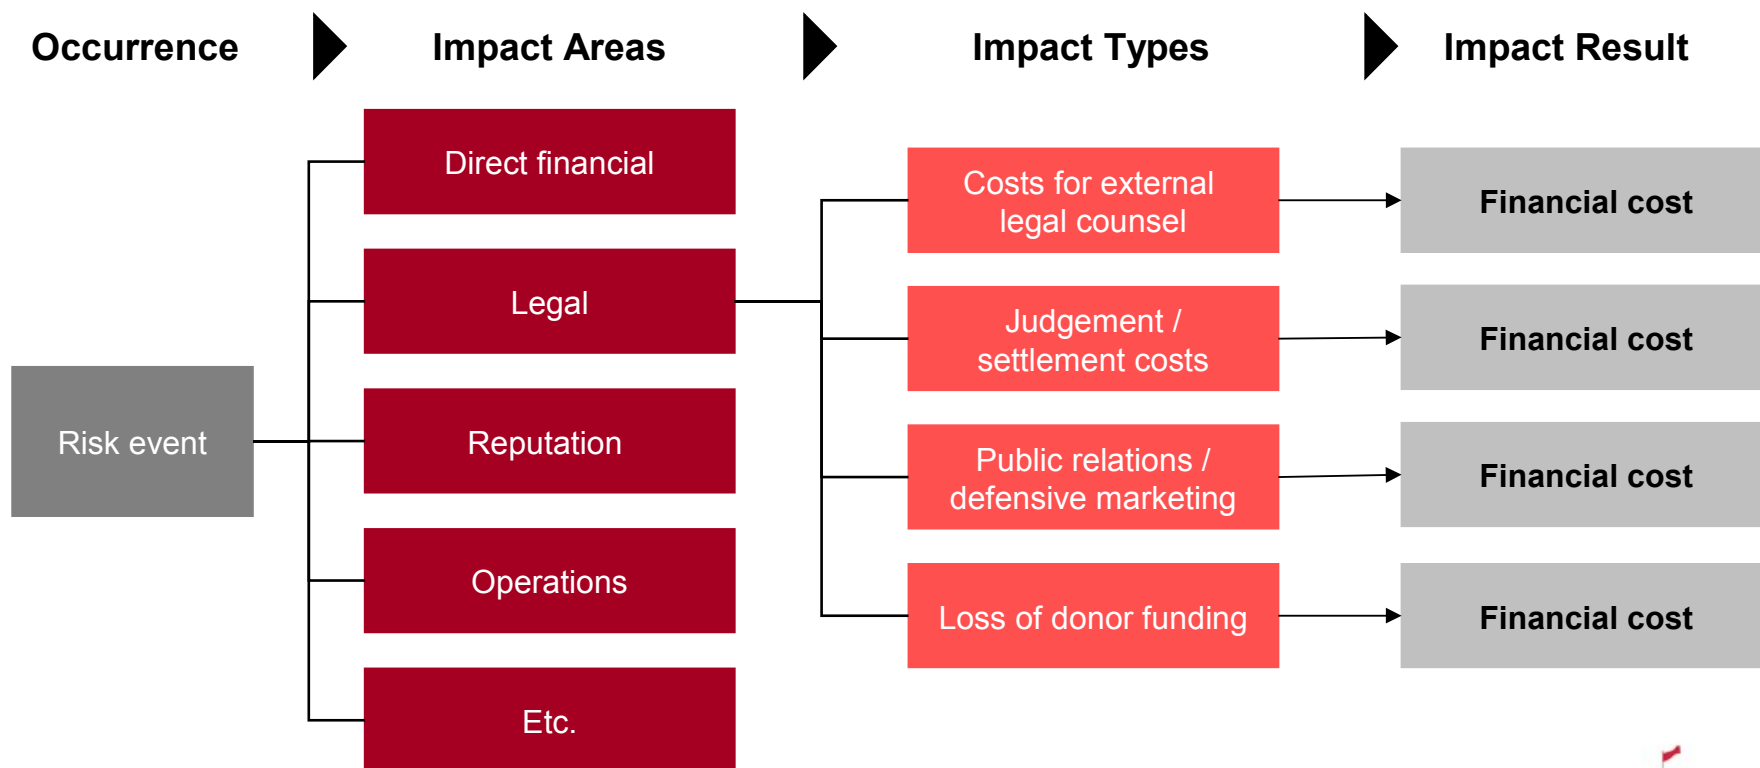 Occurrence
Impact Areas
Impact Types
Impact Result
Risk event
Direct financial
Legal
Reputation
Operations
Etc.
Costs for external
legal counsel
Judgement /
settlement costs
Public relations /
defensive marketing
Loss of donor funding
Financial cost
Financial cost
Financial cost
Financial cost